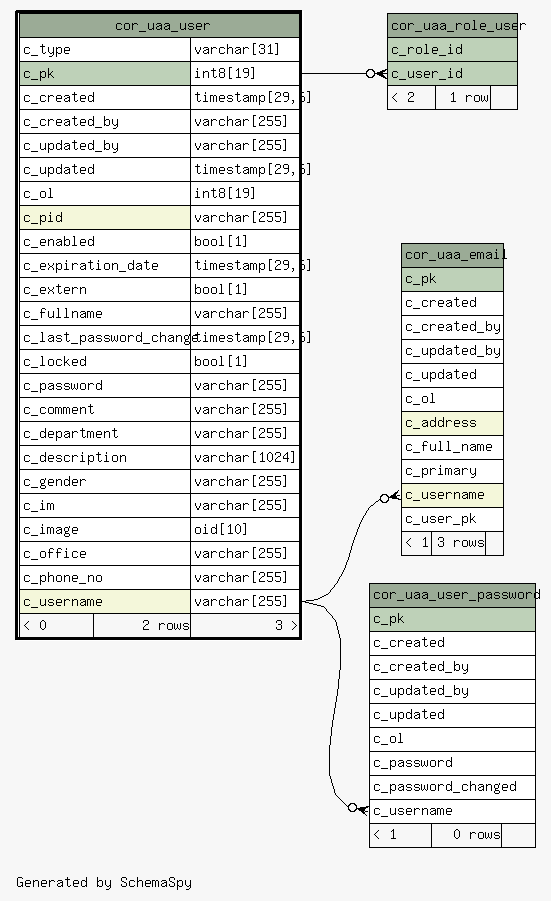 cor_uaa_user
c_type varchar[31]
c_pk int8[19]
c_created timestamp[29,6]
c_created_by varchar[255]
c_updated_by varchar[255]
c_updated timestamp[29,6]
c_ol int8[19]
c_pid varchar[255]
c_enabled bool[1]
c_expiration_date timestamp[29,6]
c_extern bool[1]
c_fullname varchar[255]
c_last_password_change timestamp[29,6]
c_locked bool[1]
c_password varchar[255]
c_comment varchar[255]
c_department varchar[255]
c_description varchar[1024]
c_gender varchar[255]
c_im varchar[255]
c_image oid[10]
c_office varchar[255]
c_phone_no varchar[255]
c_username varchar[255]
< 0 2 rows 3 >
cor_uaa_role_user
c_role_id
c_user_id
< 2 1 row
cor_uaa_email
c_pk
c_created
c_created_by
c_updated_by
c_updated
c_ol
c_address
c_full_name
c_primary
c_username
c_user_pk
< 1 3 rows
cor_uaa_user_password
c_pk
c_created
c_created_by
c_updated_by
c_updated
c_ol
c_password
c_password_changed
c_username
< 1 0 rows
Generated by SchemaSpy